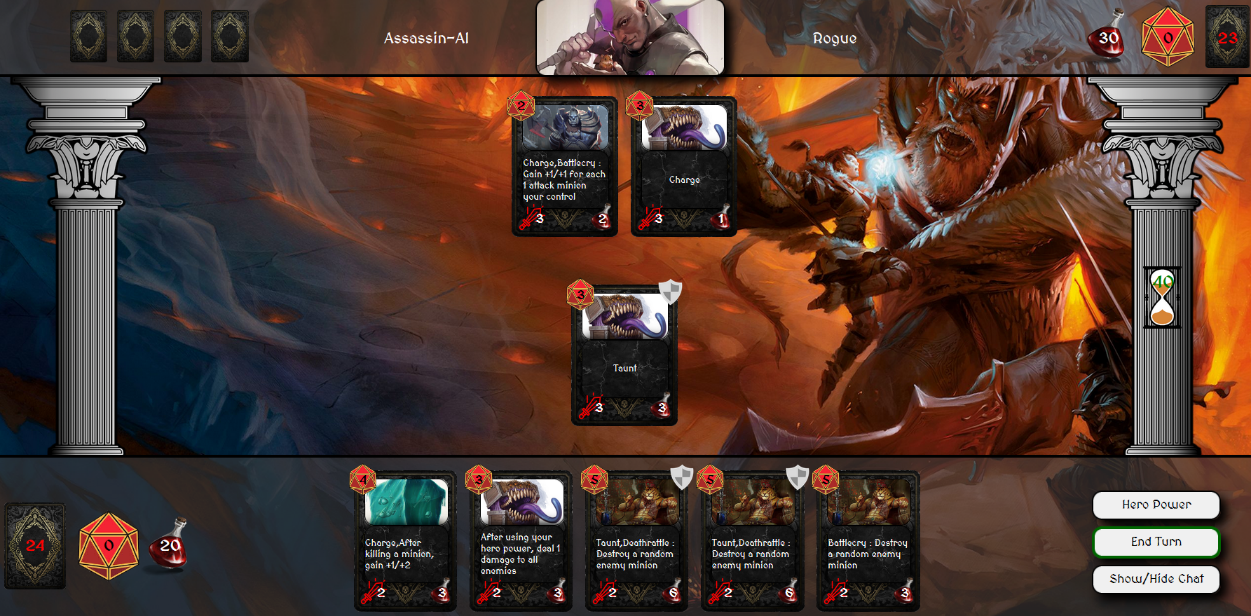 Assassin-AI
Rogue
30
0
23
2
Charge,Battlecry :
Gain +1/+1 for each
1 attack minion
your control
3
2
3
Charge
3
1
40
3
Taunt
3
3
24
0
20
4
Charge,After
killing a minion,
gain +1/+2
2
3
3
After using your
hero power, deal 1
damage to all
enemies
2
3
5
Taunt,Deathrattle :
Destroy a random
enemy minion
2
6
5
Taunt,Deathrattle :
Destroy a random
enemy minion
2
6
5
Battlecry : Destroy
a random enemy
minion
2
3
Hero Power
End Turn
Show/Hide Chat